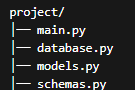 project/
├── main.py
├── database.py
├── models.py
├── schemas.py